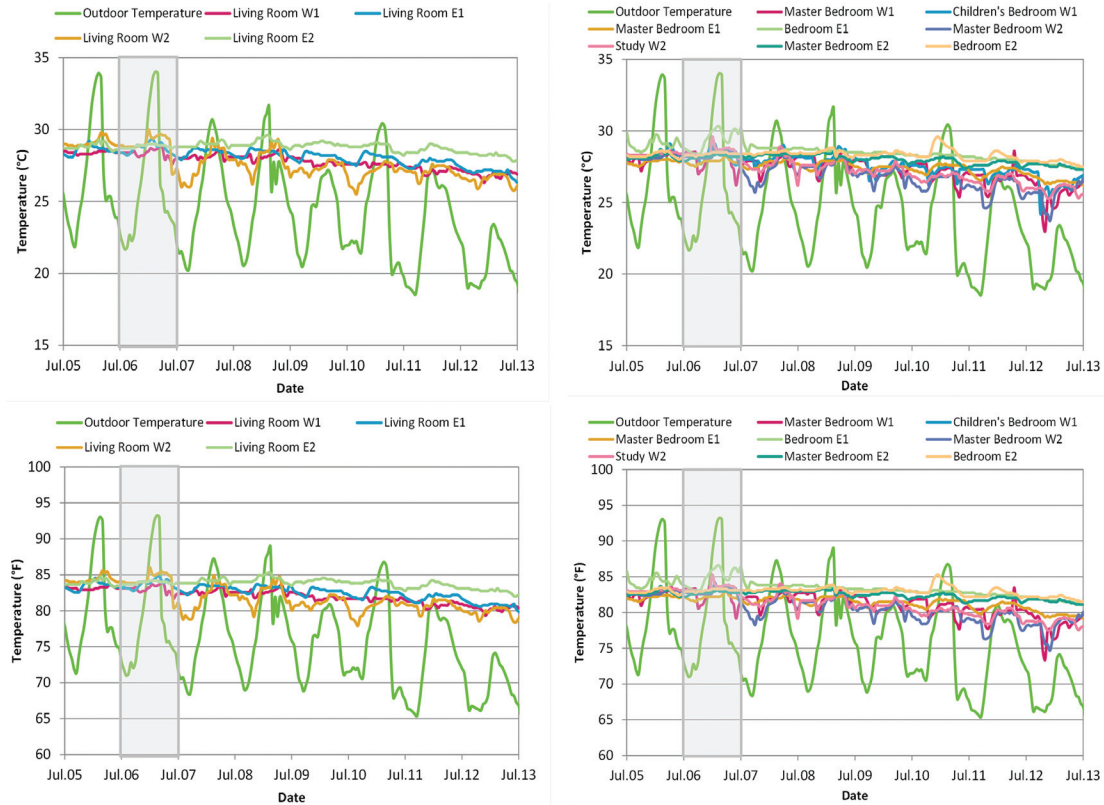 Outdoor Temperature Living Room W1 Living Room E1
Living Room W2 Living Room E2
Temperature (°C)
35
30
25
20
15
Jul.05 Jul.06 Jul.07 Jul.08 Jul.09 Jul.10 Jul.11 Jul.12 Jul.13
Date
Outdoor Temperature Master Bedroom W1 Children's Bedroom W1
Master Bedroom E1 Bedroom E1 Master Bedroom W2
Study W2 Master Bedroom E2 Bedroom E2
Temperature (°C)
35
30
25
20
15
Jul.05 Jul.06 Jul.07 Jul.08 Jul.09 Jul.10 Jul.11 Jul.12 Jul.13
Date
Outdoor Temperature Living Room W1 Living Room E1
Living Room W2 Living Room E2
Temperature (°F)
100
95
90
85
80
75
70
65
60
Jul.05 Jul.06 Jul.07 Jul.08 Jul.09 Jul.10 Jul.11 Jul.12 Jul.13
Date
Outdoor Temperature Master Bedroom W1 Children's Bedroom W1
Master Bedroom E1 Bedroom E1 Master Bedroom W2
Study W2 Master Bedroom E2 Bedroom E2
Temperature (°F)
100
95
90
85
80
75
70
65
60
Jul.05 Jul.06 Jul.07 Jul.08 Jul.09 Jul.10 Jul.11 Jul.12 Jul.13
Date